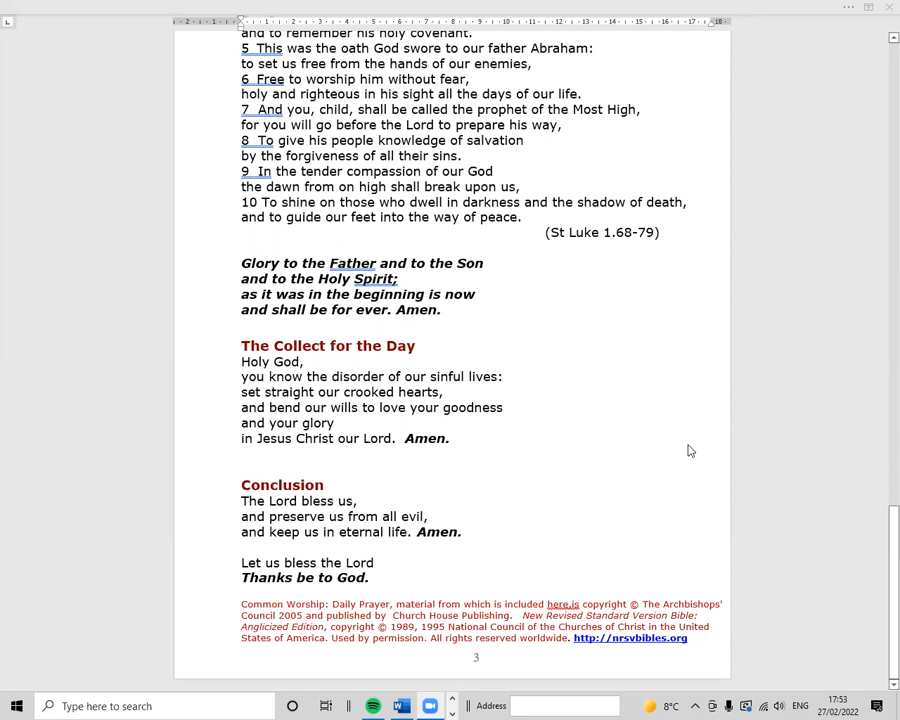 and to remember his holy covenant.
5 This was the oath God swore to our father Abraham:
to set us free from the hands of our enemies,
6 Free to worship him without fear,
holy and righteous in his sight all the days of our life.
7 And you, child, shall be called the prophet of the Most High,
for you will go before the Lord to prepare his way,
8 To give his people knowledge of salvation
by the forgiveness of all their sins.
9 In the tender compassion of our God
the dawn from on high shall break upon us,
10 To shine on those who dwell in darkness and the shadow of death,
and to guide our feet into the way of peace.
(St Luke 1.68-79)
Glory to the Father and to the Son
and to the Holy Spirit;
as it was in the beginning is now
and shall be for ever. Amen.
The Collect for the Day
Holy God,
you know the disorder of our sinful lives:
set straight our crooked hearts,
and bend our wills to love your goodness
and your glory
in Jesus Christ our Lord. Amen.
Conclusion
The Lord bless us,
and preserve us from all evil,
and keep us in eternal life. Amen.
Let us bless the Lord
Thanks be to God.
Common Worship: Daily Prayer, material from which is included here,is copyright © The Archbishops'
Council 2005 and published by Church House Publishing. New Revised Standard Version Bible:
Anglicized Edition, copyright © 1989, 1995 National Council of the Churches of Christ in the United
States of America. Used by permission. All rights reserved worldwide. http://nrsvbibles.org
3
Type here to search
Address
8°C
ENG
17:53
27/02/2022